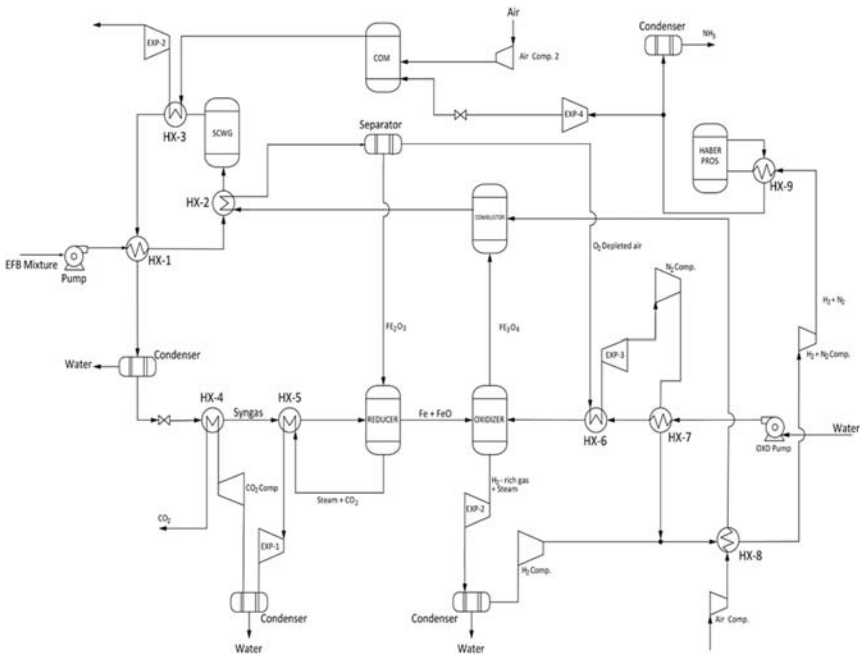 Air
EXP-2
COM
Air Comp. 2
Condenser
NH₃
HX-3
SCWG
EXP-4
Separator
HABER
PROS
HX-9
HX-2
COMBUSTOR
O₂ Depleted air
N₂ Comp.
EFB Mixture
Pump
HX-1
H₂ + N₂
FE₂O₃
FE₃O₄
EXP-3
H₂ + N₂ Comp.
Water
Condenser
HX-4
Syngas
HX-5
REDUCER
Fe + FeO
OXIDIZER
HX-6
HX-7
OXD Pump
Water
CO₂ Comp
Steam + CO₂
H₂- rich gas
+ Steam
EXP-2
CO₂
EXP-1
H₂ Comp.
HX-8
Condenser
Water
Condenser
Water
Air Comp.